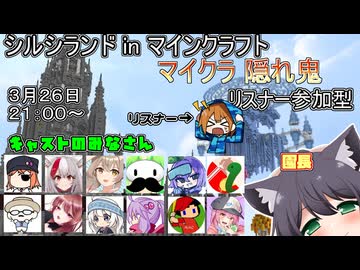 シルシランド in マインクラフト
マイクラ 隠れ鬼
3月26日
21:00～
リスナー参加型
リスナー→
キャストのみなさん
園長